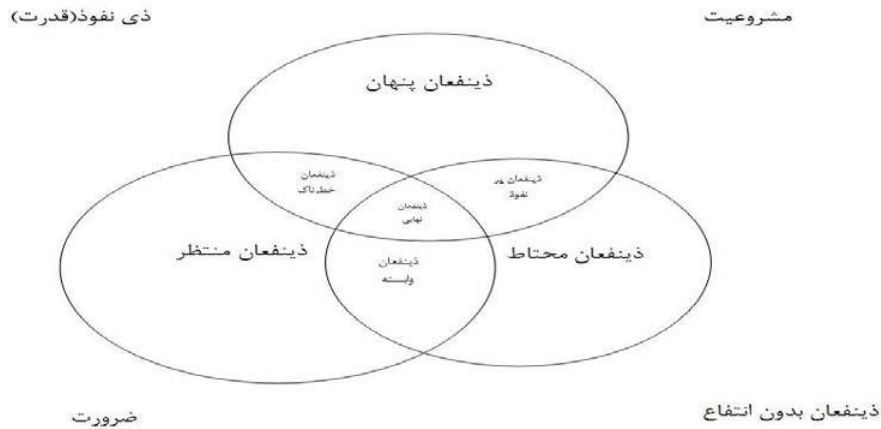 مشروعیت
ذی نفوذ(قدرت)
ذینفعان پنهان
ذینفعان پر
نفوذ
ذینفعان
خطرناک
ذینفعان
نهایی
ذینفعان محتاط
ذینفعان منتظر
ذینفعان
وابسته
ذینفعان بدون انتفاع
ضرورت